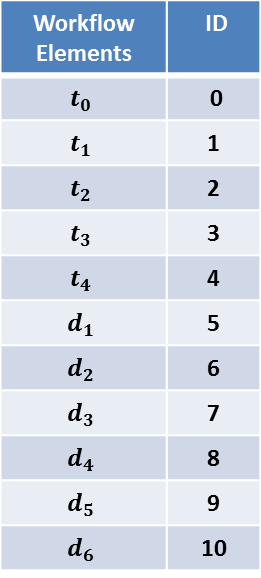 Workflow Elements ID
t0 0
t1 1
t2 2
t3 3
t4 4
d1 5
d2 6
d3 7
d4 8
d5 9
d6 10